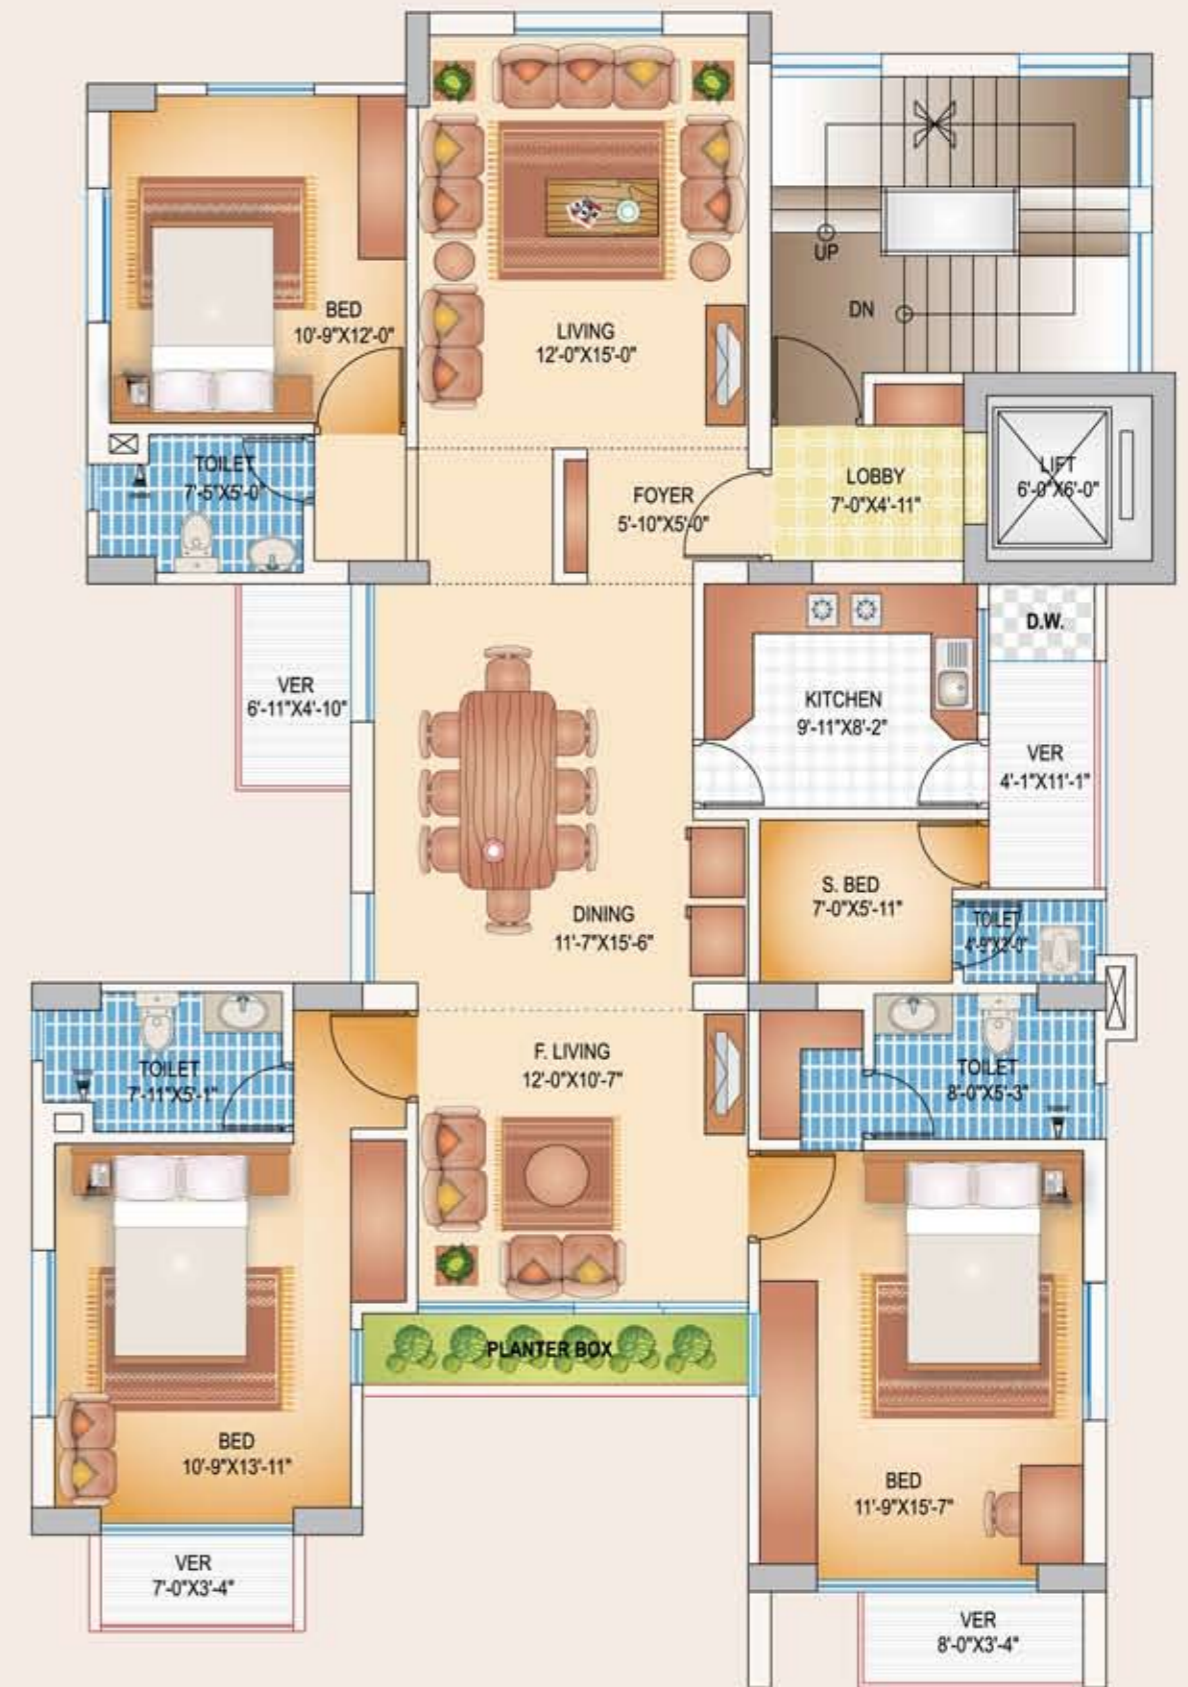 BED
10'-9"X12'-0"
LIVING
12'-0"X15'-0"
UP
DN
TOILET
7'-5"X5'-0"
FOYER
5'-10"X5'-0"
LOBBY
7'-0"X4'-11"
LIFT
6'-0"X6'-0"
D.W.
VER
6'-11"X4'-10"
KITCHEN
9'-11"X8'-2"
VER
4'-1"X11'-1"
S. BED
7'-0"X5'-11"
DINING
11'-7"X15'-6"
TOILET
4'-9"X3'-0"
F. LIVING
12'-0"X10'-7"
TOILET
7'-11"X5'-1"
TOILET
8'-0"X5'-3"
PLANTER BOX
BED
10'-9"X13'-11"
BED
11'-9"X15'-7"
VER
7'-0"X3'-4"
VER
8'-0"X3'-4"